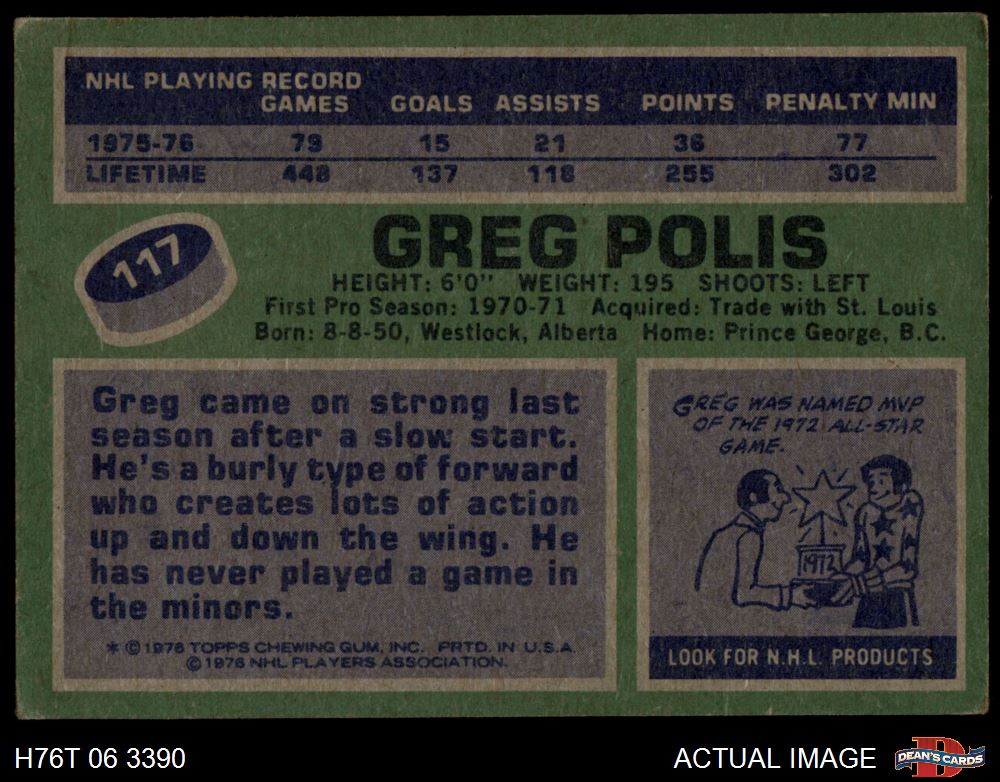 NHL PLAYING RECORD
GAMES GOALS ASSISTS POINTS PENALTY MIN
1975-76 79 15 21 36 77
LIFETIME 448 137 118 255 302
117
GREG POLIS
HEIGHT: 6'0" WEIGHT: 195 SHOOTS: LEFT
First Pro Season: 1970-71 Acquired: Trade with St. Louis
Born: 8-8-50, Westlock, Alberta Home: Prince George, B.C.
Greg came on strong last
season after a slow start.
He's a burly type of forward
who creates lots of action
up and down the wing. He
has never played a game in
the minors.
* © 1976 TOPPS CHEWING GUM, INC. PRTD. IN U.S.A.
© 1976 NHL PLAYERS ASSOCIATION.
GREG WAS NAMED MVP
OF THE 1972 ALL-STAR
GAME.
1972
LOOK FOR N.H.L. PRODUCTS
H76T 06 3390
ACTUAL IMAGE
D
DEAN'S CARDS